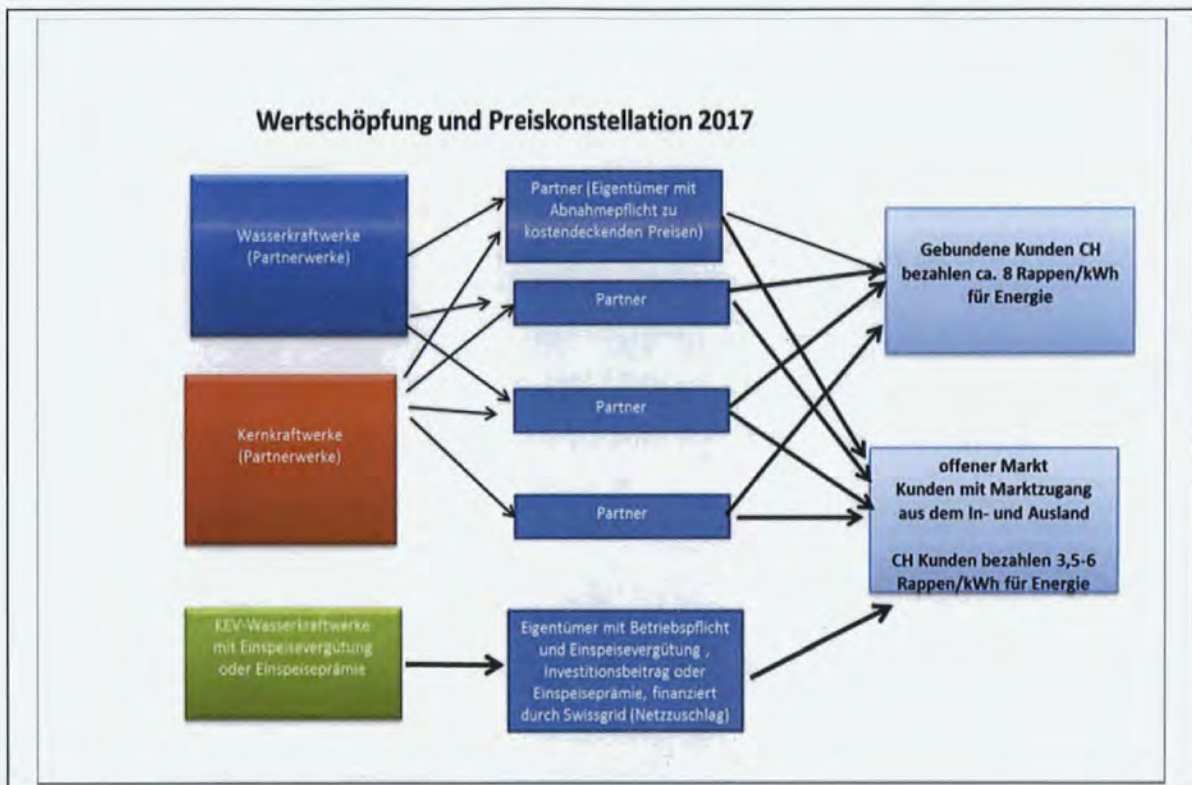 Wertschöpfung und Preiskonstellation 2017
Wasserkraftwerke
(Partnerwerke)
Kernkraftwerke
(Partnerwerke)
KEV-Wasserkraftwerke
mit Einspeisevergütung
oder Einspeiseprämie
Partner (Eigentümer mit
Abnahmepflicht zu
kostendeckenden Preisen)
Partner
Partner
Partner
Eigentümer mit Betriebspflicht
und Einspeisevergütung ,
Investitionsbeitrag oder
Einspeiseprämie, finanziert
durch Swissgrid (Netzzuschlag)
Gebundene Kunden CH
bezahlen ca. 8 Rappen/kWh
für Energie
offener Markt
Kunden mit Marktzugang
aus dem In- und Ausland
CH Kunden bezahlen 3,5-6
Rappen/kWh für Energie